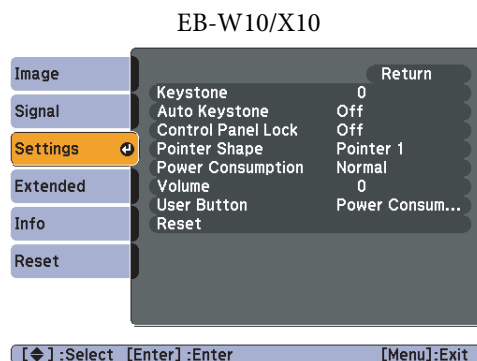 EB-W10/X10
Image
Signal
Settings
Extended
Info
Reset
Return
Keystone 0
Auto Keystone Off
Control Panel Lock Off
Pointer Shape Pointer 1
Power Consumption Normal
Volume 0
User Button Power Consum...
Reset
[◆] :Select [Enter] :Enter [Menu]:Exit